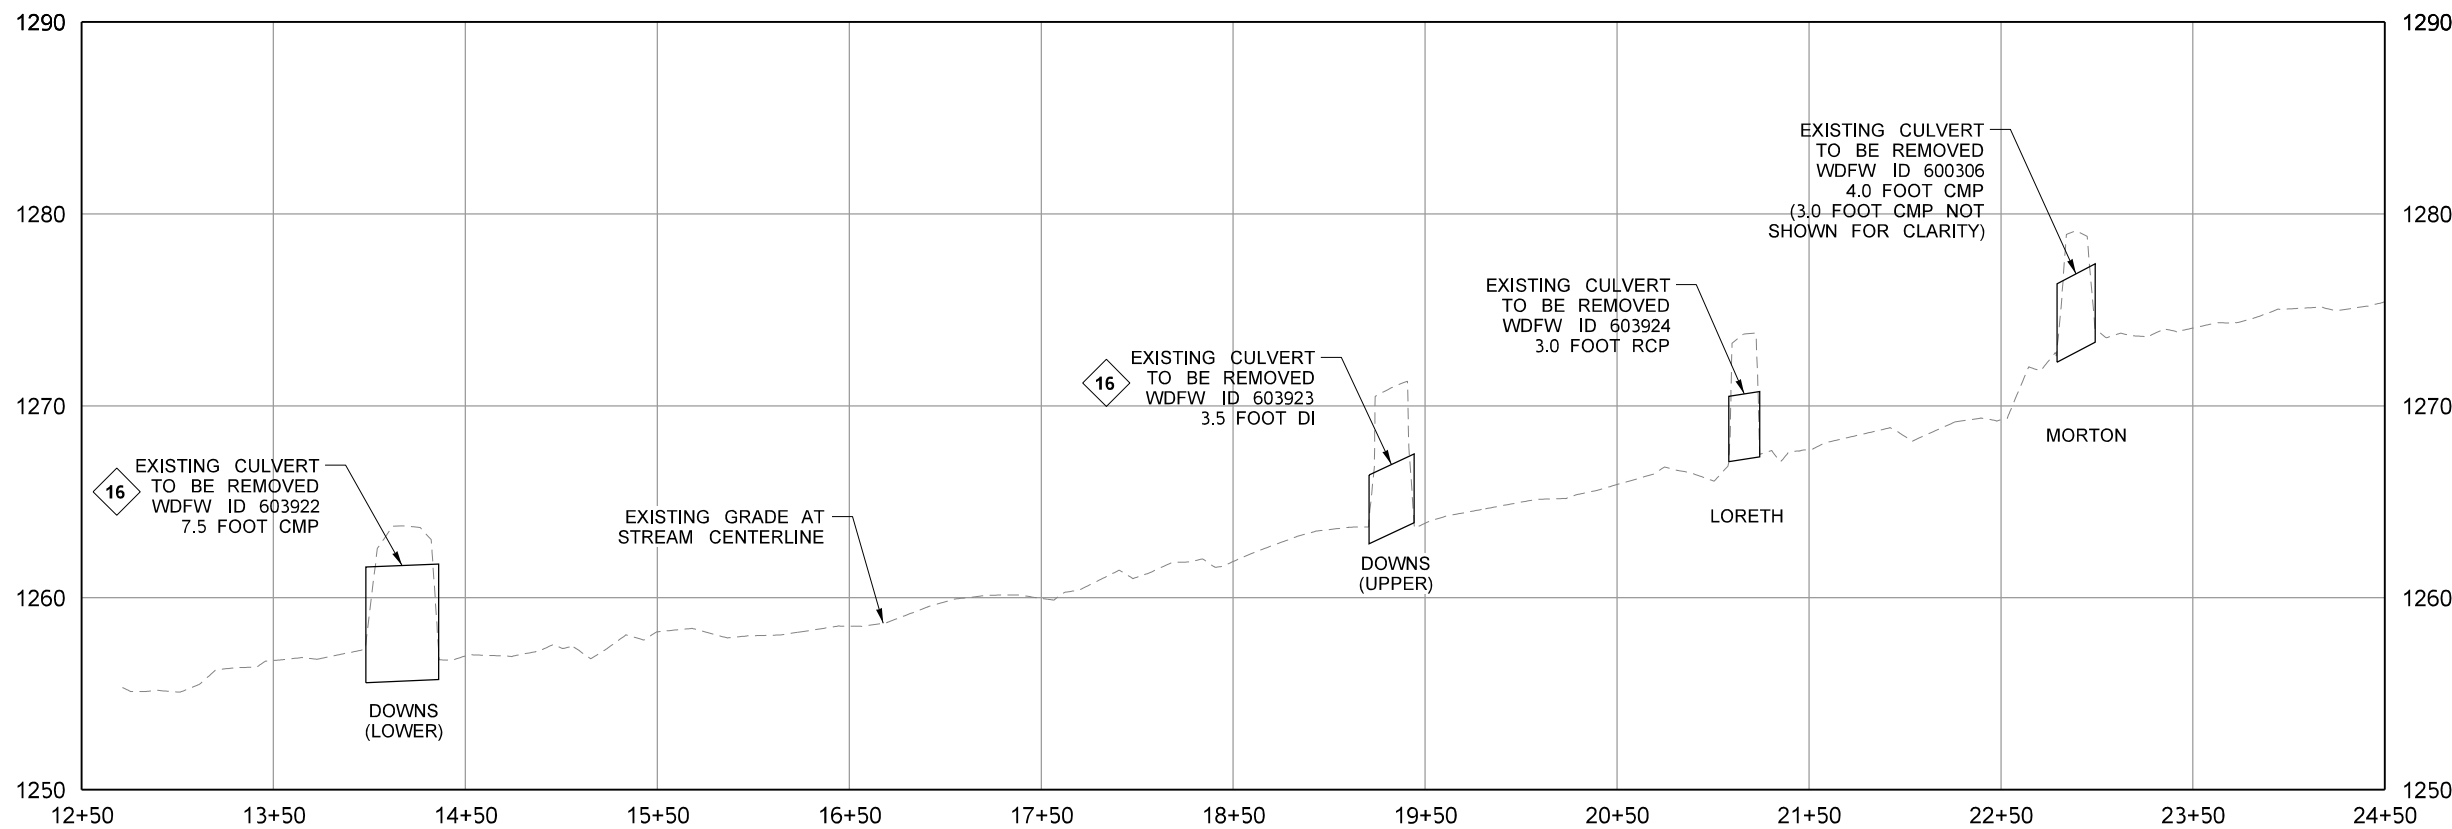 1290
1290
EXISTING CULVERT
TO BE REMOVED
WDFW ID 600306
4.0 FOOT CMP
(3.0 FOOT CMP NOT
SHOWN FOR CLARITY)
1280
1280
EXISTING CULVERT
TO BE REMOVED
WDFW ID 603924
3.0 FOOT RCP
16
EXISTING CULVERT
TO BE REMOVED
WDFW ID 603923
3.5 FOOT DI
1270
1270
MORTON
16
EXISTING CULVERT
TO BE REMOVED
WDFW ID 603922
7.5 FOOT CMP
EXISTING GRADE AT
STREAM CENTERLINE
LORETH
DOWNS
(UPPER)
1260
1260
DOWNS
(LOWER)
1250
1250
12+50 13+50 14+50 15+50 16+50 17+50 18+50 19+50 20+50 21+50 22+50 23+50 24+50